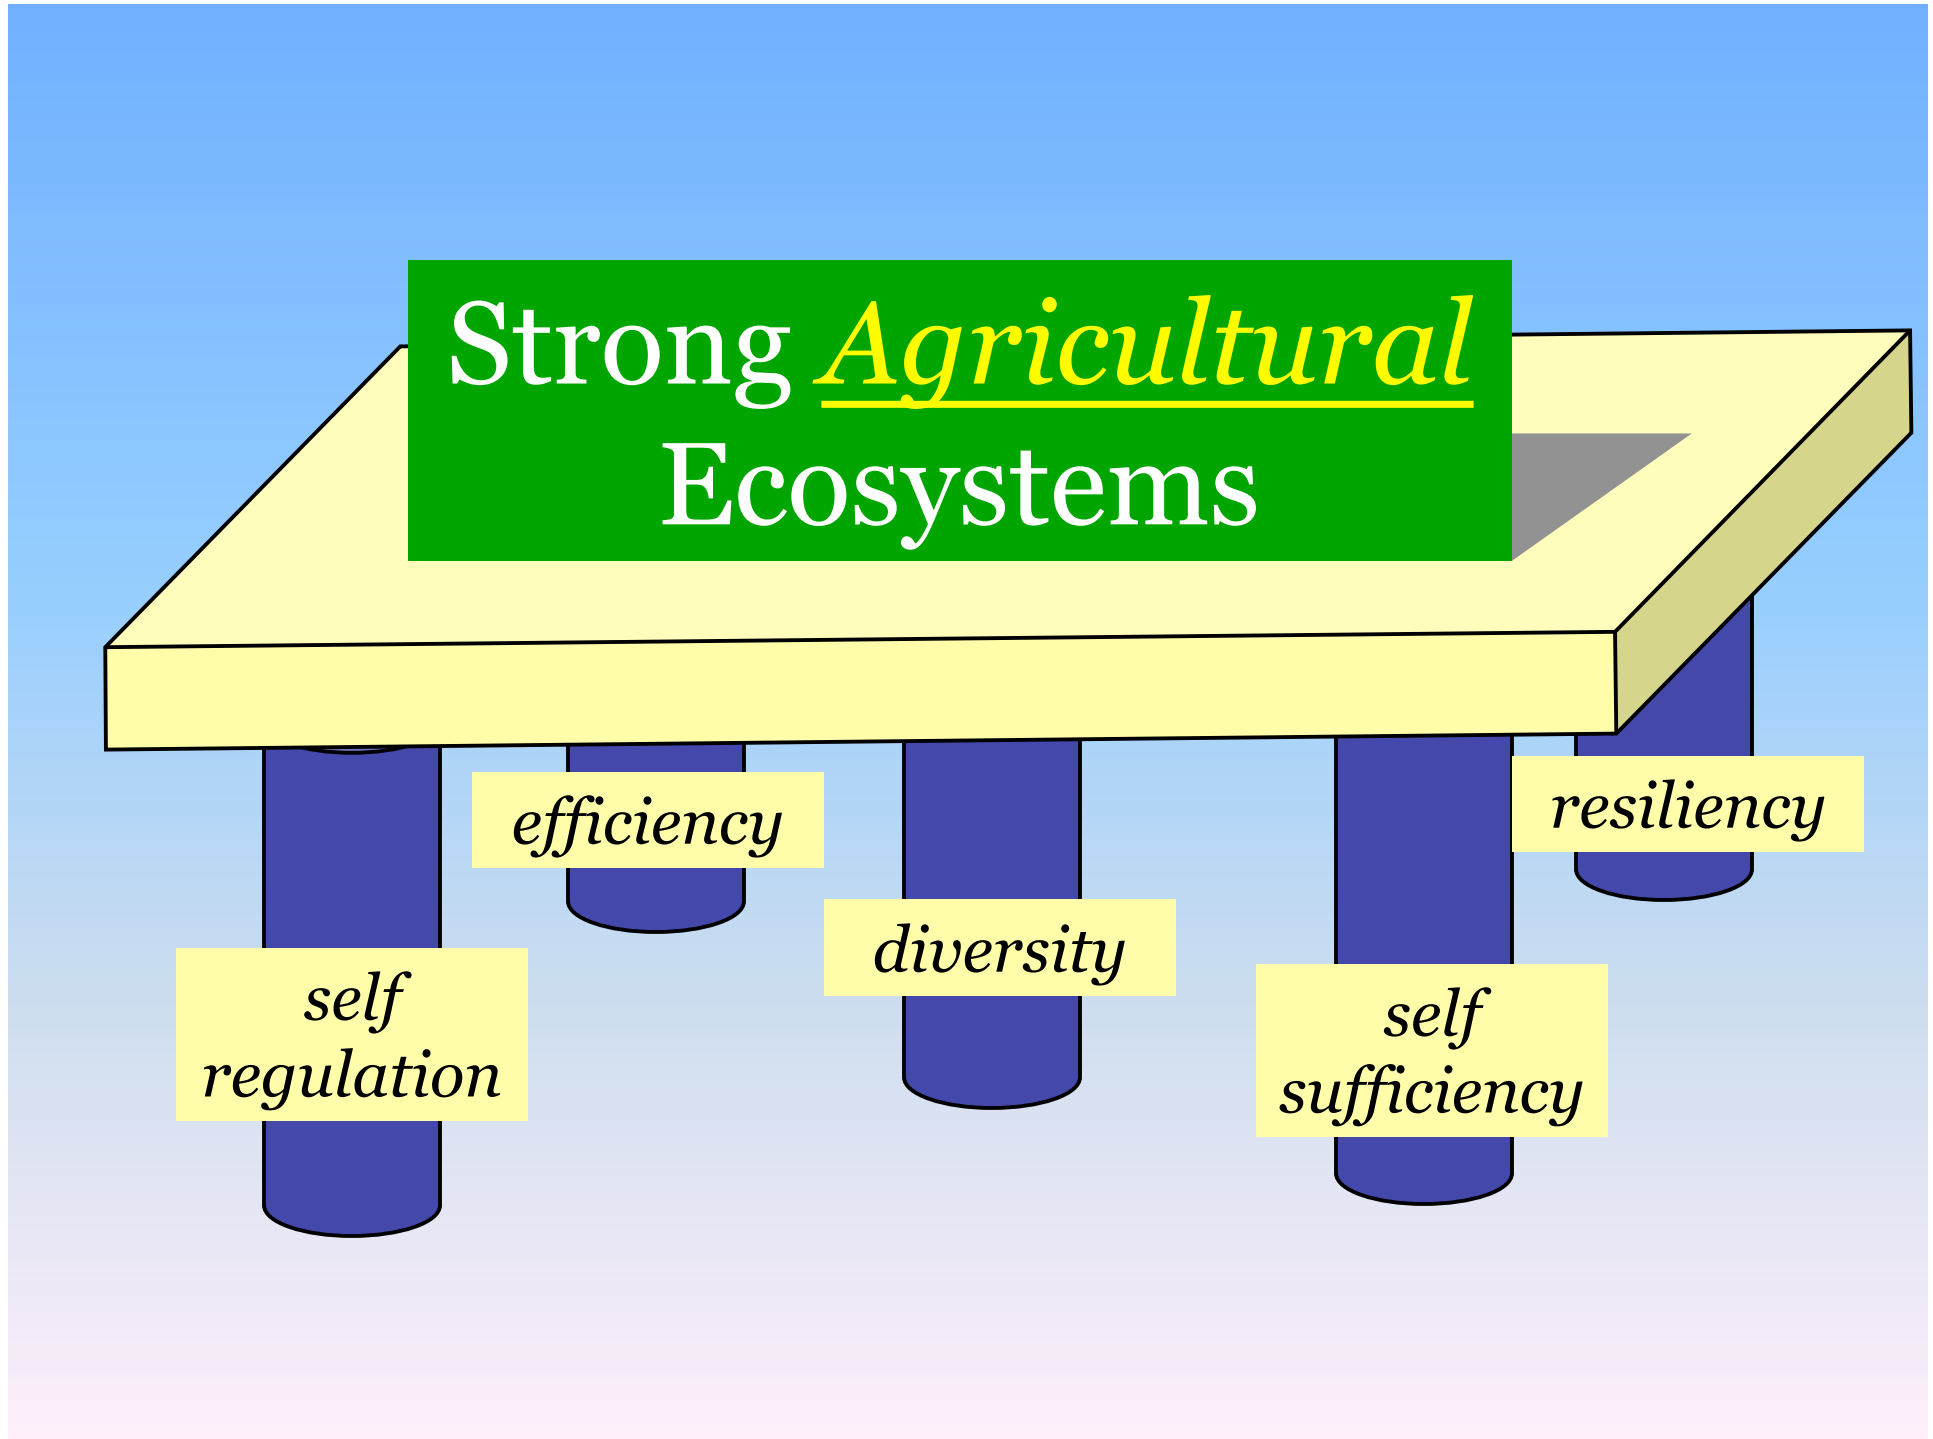 Strong Agricultural
Ecosystems
efficiency
resiliency
diversity
self
regulation
self
sufficiency